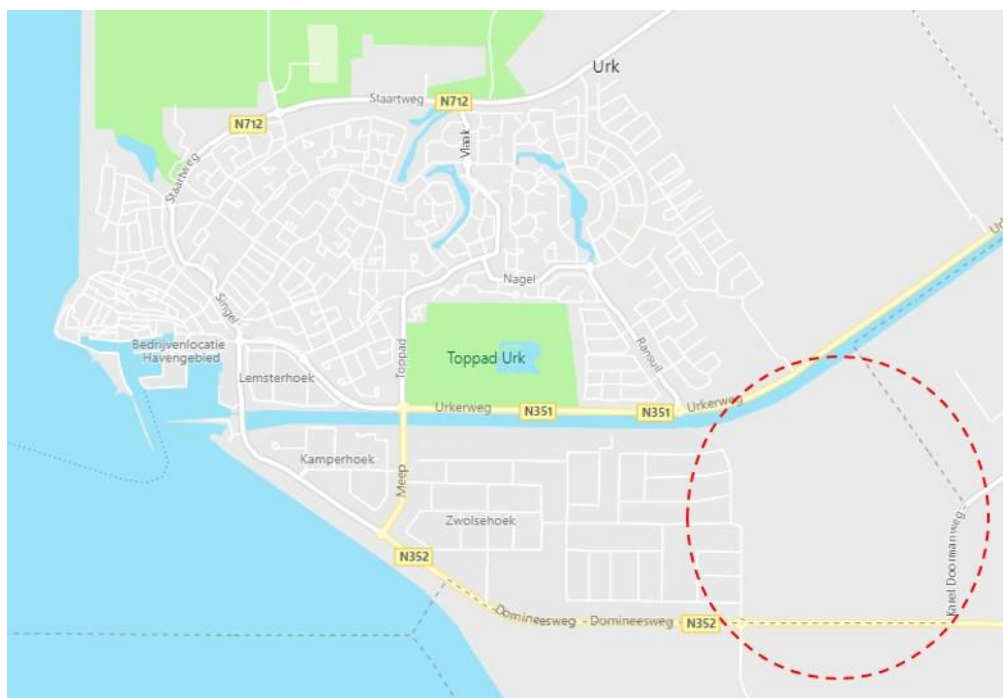 Urk
Staartweg
N712
N712
Vlaak
Staartweg
Nagel
Singel
Bedrijvenlocatie
Havengebied
Lemsterhoek
Toppad
Toppad Urk
Ransuil
Urkerweg
N351
N351
Urkerweg
Kamperhoek
Meep
Zwolsehoek
N352
Domineesweg - Domineesweg
N352
Karel Doormanweg